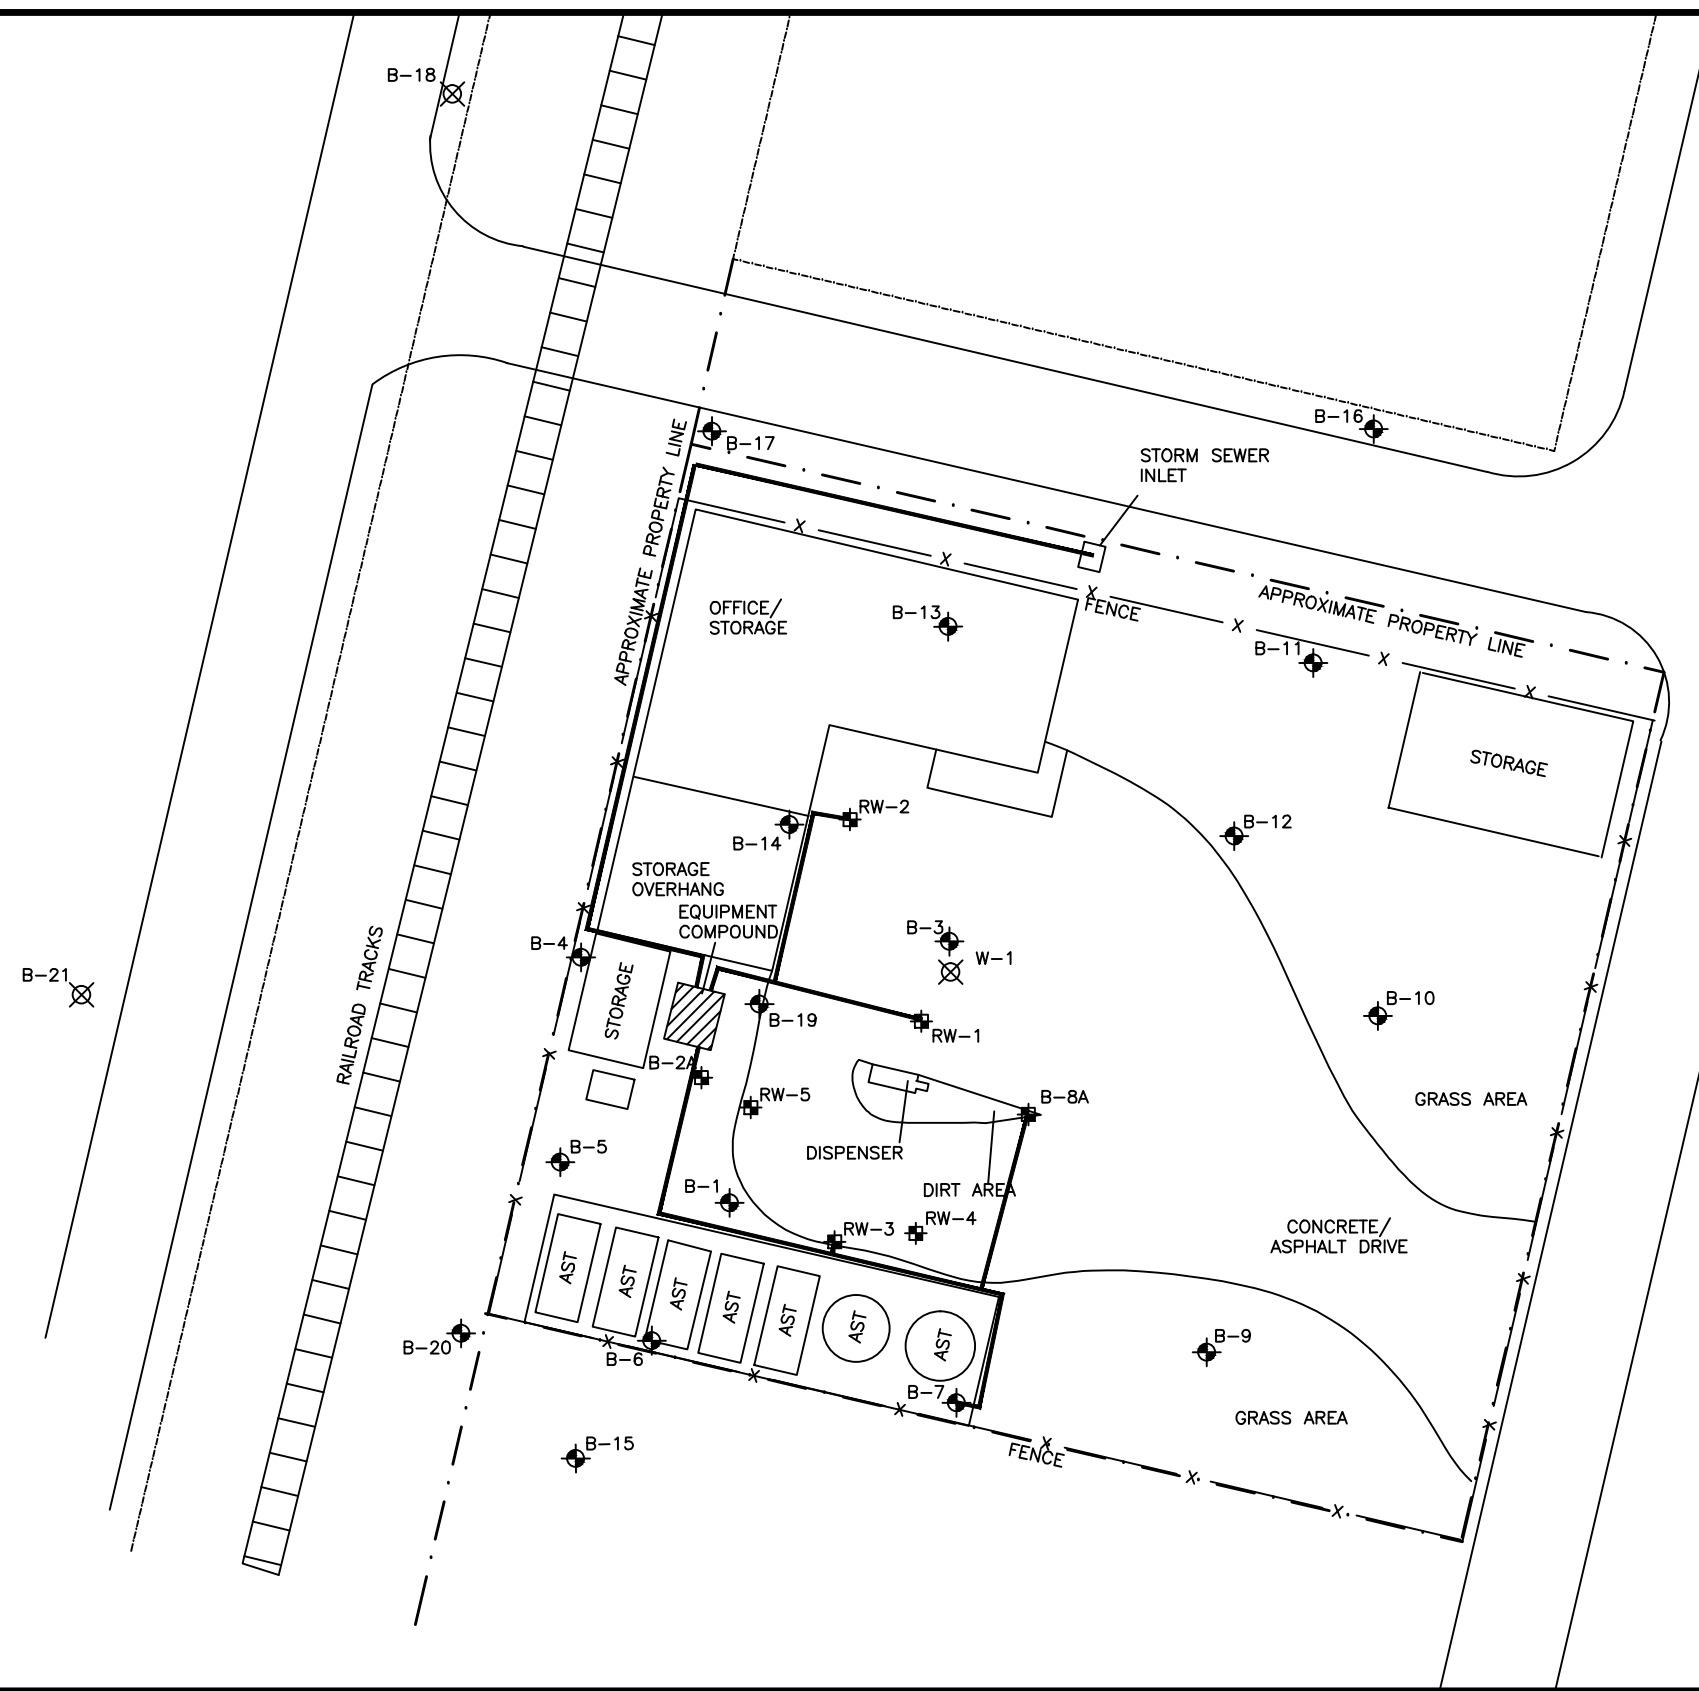 B-18
B-16
B-17
STORM SEWER
INLET
APPROXIMATE PROPERTY LINE
X
X
X
FENCE
X
APPROXIMATE PROPERTY LINE
X
X
OFFICE/
STORAGE
B-13
B-11
STORAGE
X
X
RW-2
B-14
B-12
X
STORAGE
OVERHANG
EQUIPMENT
COMPOUND
X
B-3
W-1
B-4
B-21
RAILROAD TRACKS
STORAGE
B-19
RW-1
B-10
X
X
B-2A
RW-5
B-8A
GRASS AREA
X
B-5
DISPENSER
B-1
DIRT AREA
X
RW-3
RW-4
CONCRETE/
ASPHALT DRIVE
X
AST
AST
AST
AST
AST
AST
AST
B-20
X
B-6
X
B-7
X
B-9
GRASS AREA
X
B-15
X
FENCE
X
X